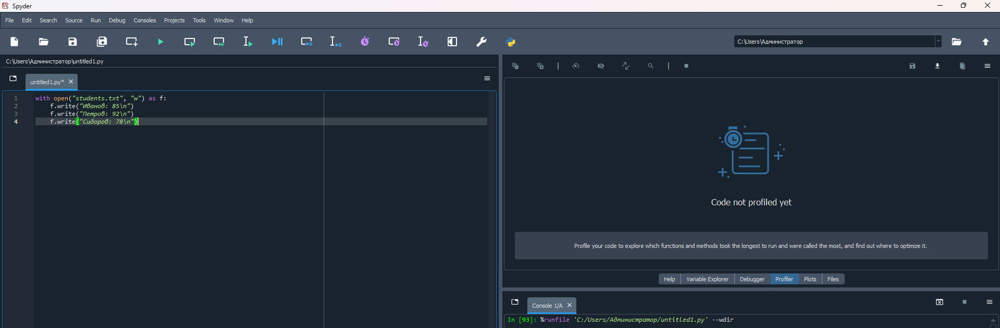 Spyder
File Edit Search Source Run Debug Consoles Projects Tools Window Help
C:\Users\Администратор
C:\Users\Администратор\untitled1.py
untitled1.py*
1 with open("students.txt", "w") as f:
2 f.write("Иванов: 85\n")
3 f.write("Петров: 92\n")
4 f.write("Сидоров: 78\n")
Code not profiled yet
Profile your code to explore which functions and methods took the longest to run and were called the most, and find out where to optimize it.
Help Variable Explorer Debugger Profiler Plots Files
Console 1/A
In [93]: %runfile 'C:/Users/Администратор/untitled1.py' --wdir